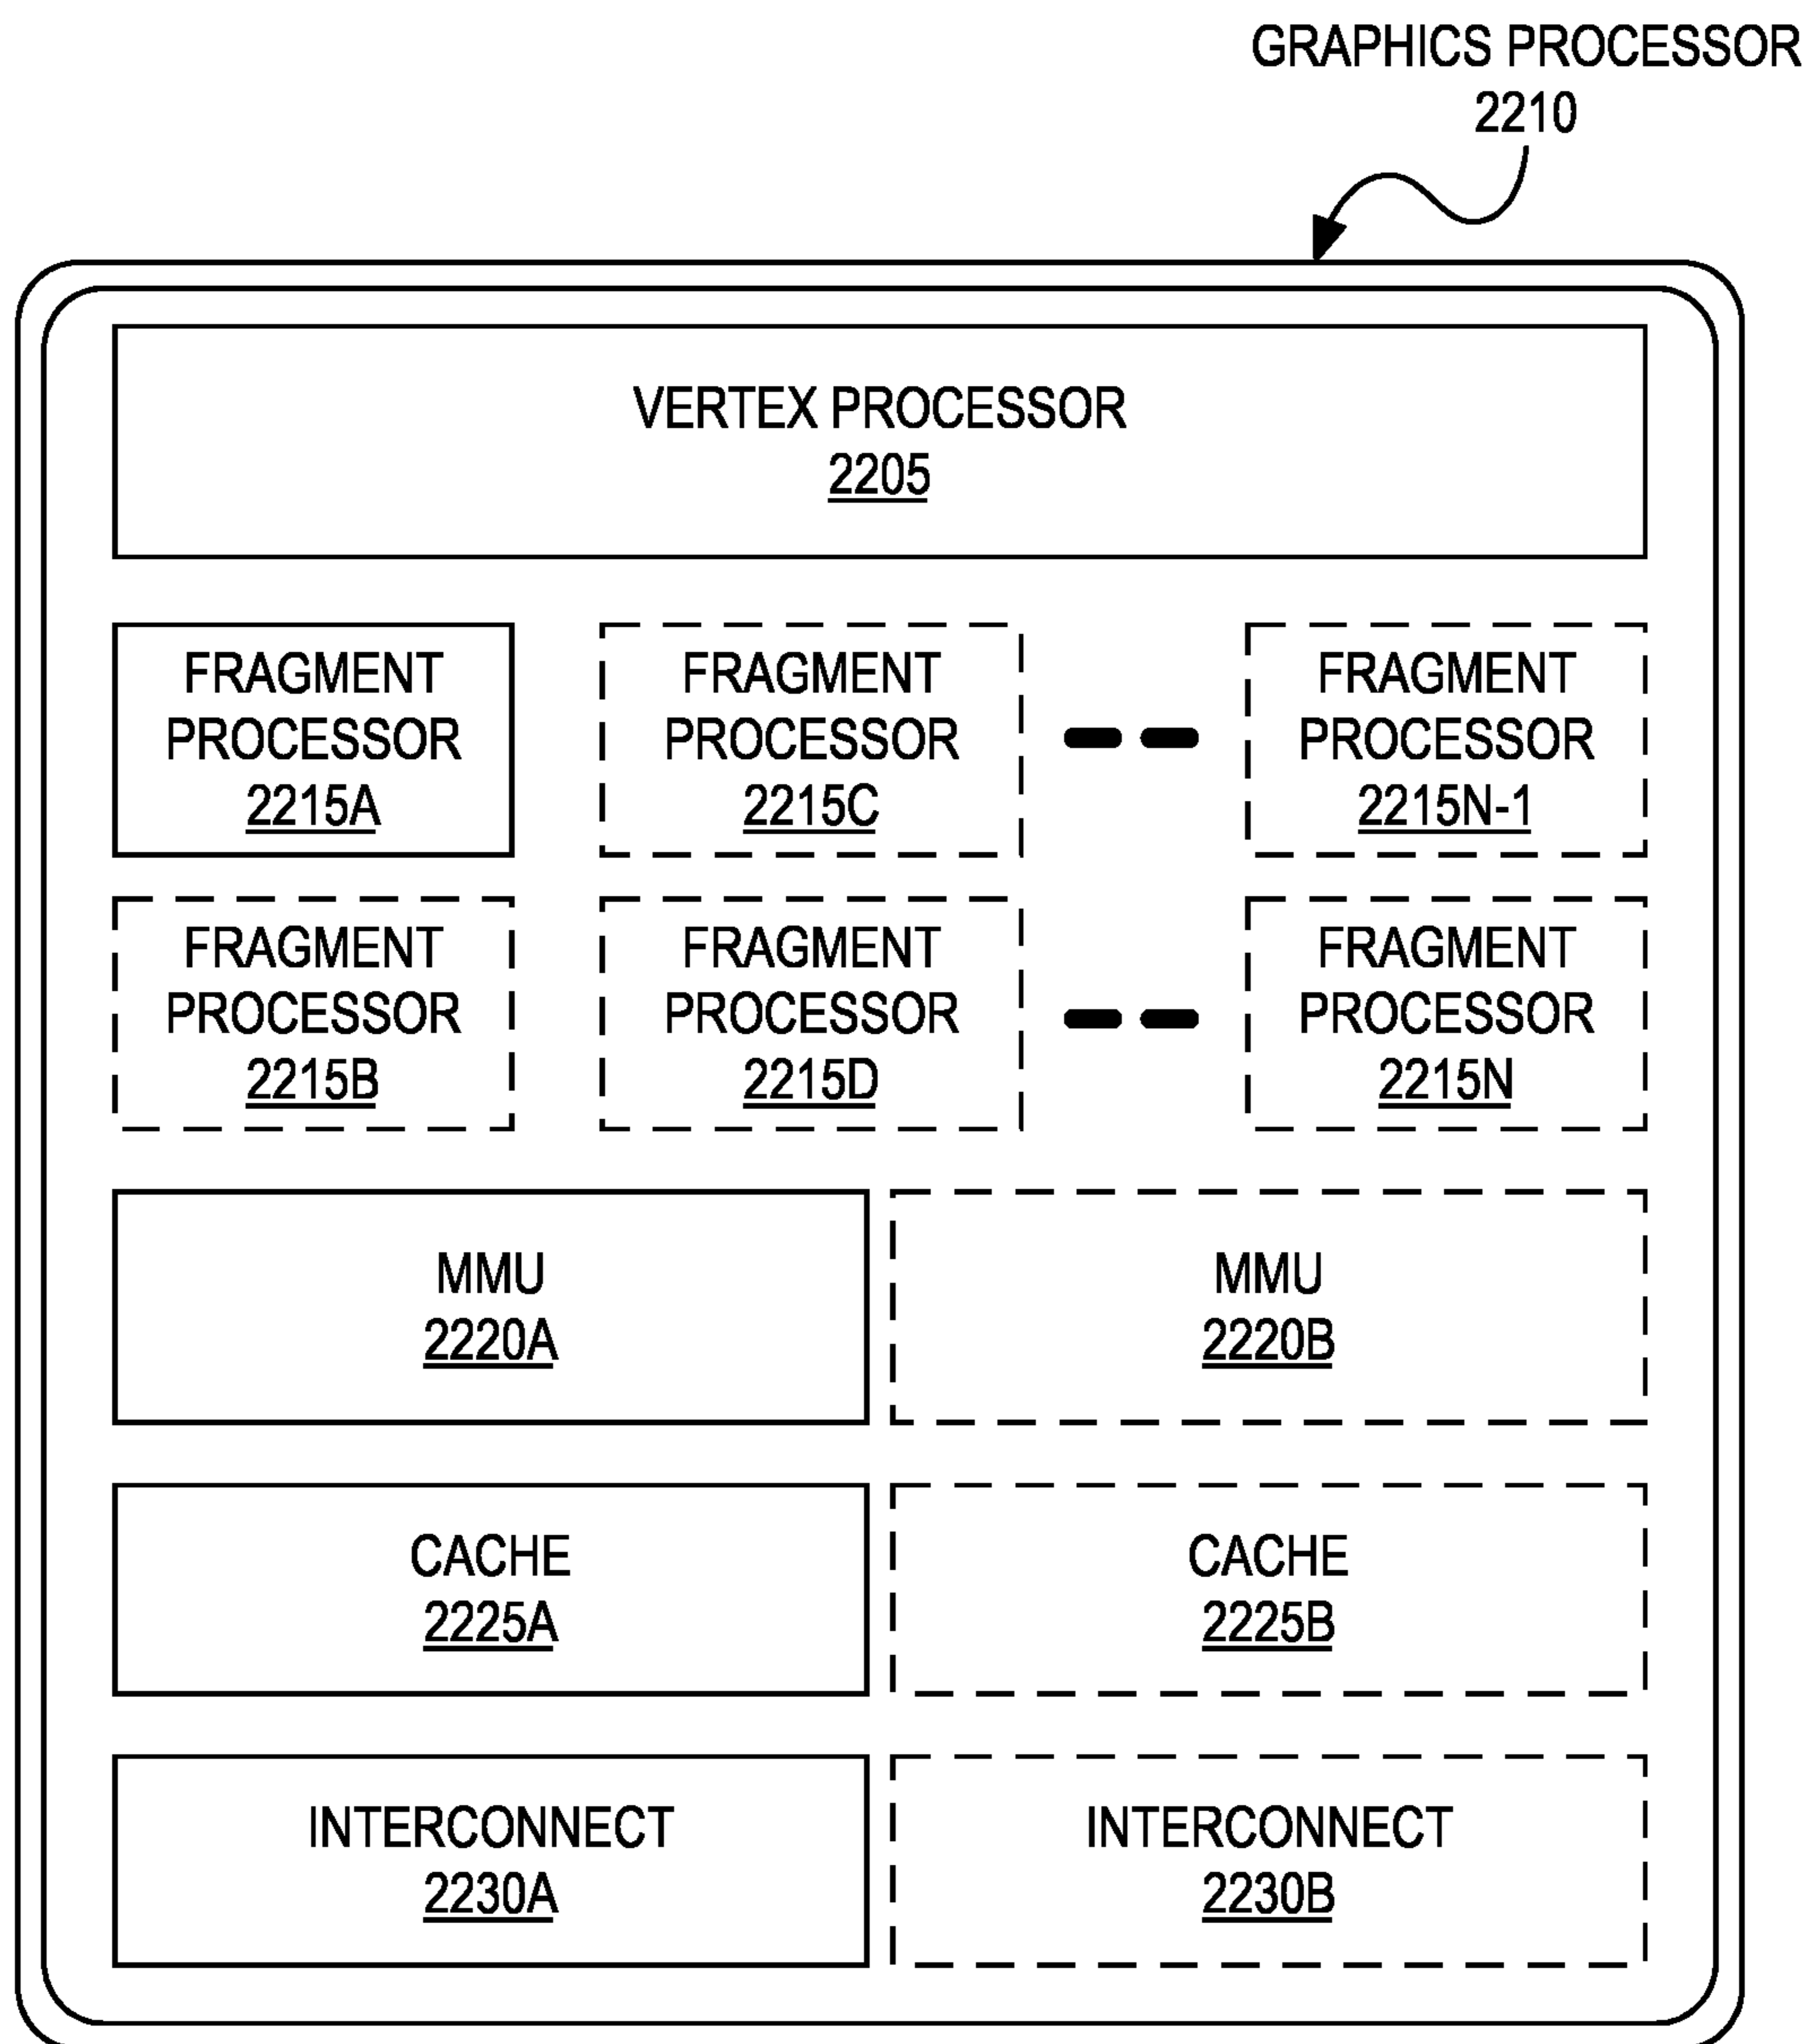 GRAPHICS PROCESSOR
2210
VERTEX PROCESSOR
2205
FRAGMENT
PROCESSOR
2215A
FRAGMENT
PROCESSOR
2215C
FRAGMENT
PROCESSOR
2215N-1
FRAGMENT
PROCESSOR
2215B
FRAGMENT
PROCESSOR
2215D
FRAGMENT
PROCESSOR
2215N
MMU
2220A
MMU
2220B
CACHE
2225A
CACHE
2225B
INTERCONNECT
2230A
INTERCONNECT
2230B